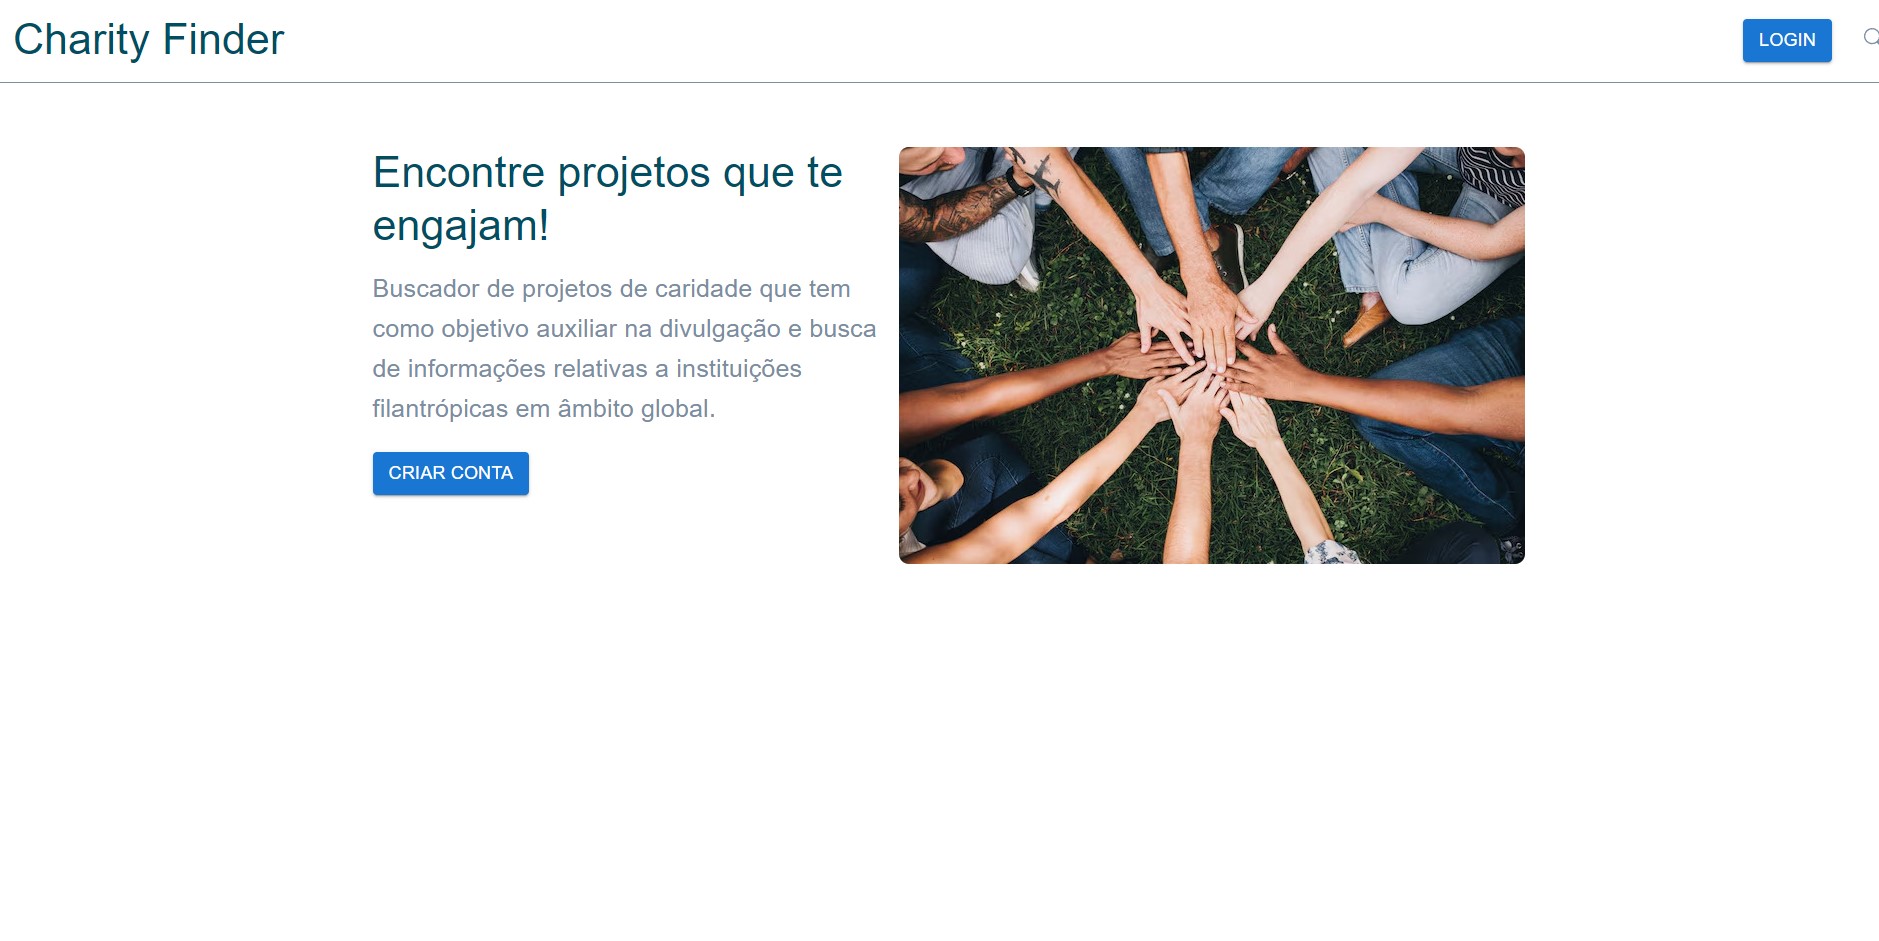 Charity Finder
LOGIN
Encontre projetos que te
engajam!
Buscador de projetos de caridade que tem
como objetivo auxiliar na divulgação e busca
de informações relativas a instituições
filantrópicas em âmbito global.
CRIAR CONTA